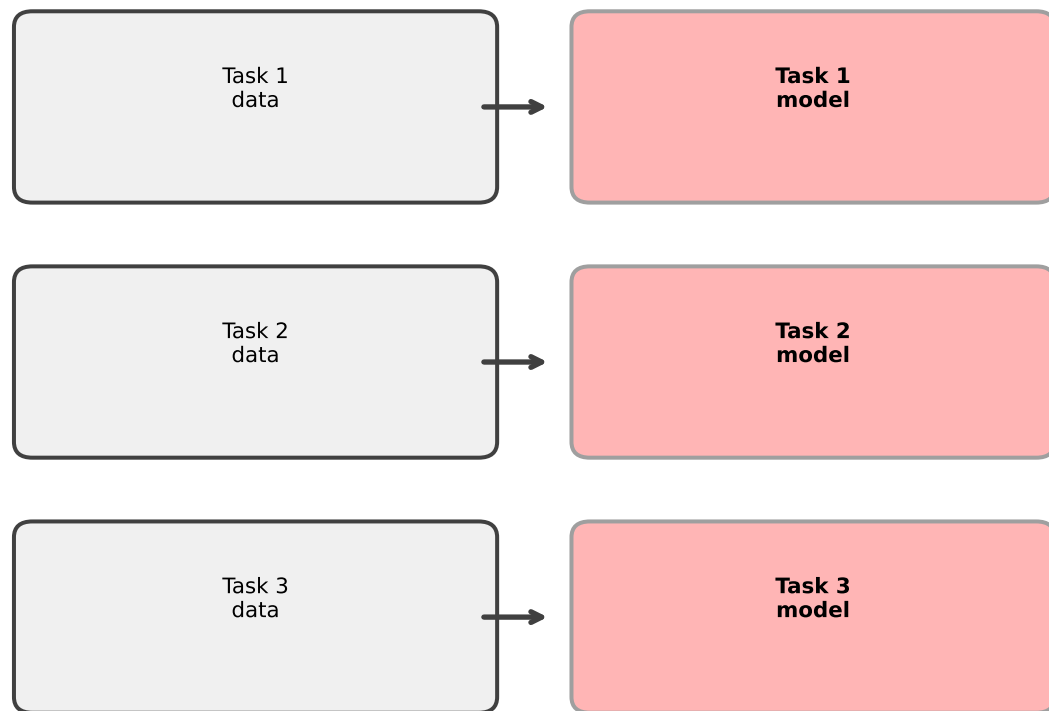 Task 1
data
Task 1
model
Task 2
data
Task 2
model
Task 3
data
Task 3
model